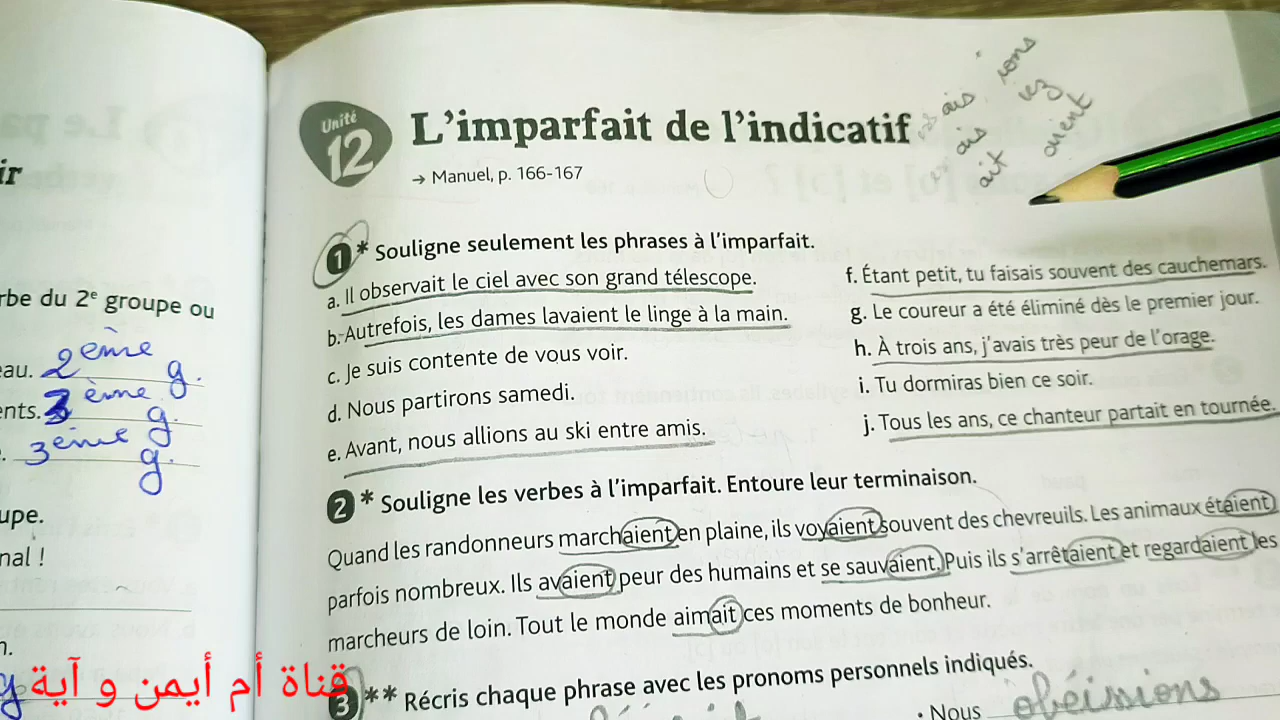 ir
rbe du 2e groupe ou
eau. 2ème g.
ents. 3ème g
. 3ème g.
upe.
nal !
n.
Unité
12
L'imparfait de l'indicatif
→ Manuel, p. 166-167
ais ions
ais iez
ait aient
1 * Souligne seulement les phrases à l'imparfait.
a. Il observait le ciel avec son grand télescope.
b. Autrefois, les dames lavaient le linge à la main.
c. Je suis contente de vous voir.
d. Nous partirons samedi.
e. Avant, nous allions au ski entre amis.
f. Étant petit, tu faisais souvent des cauchemars.
g. Le coureur a été éliminé dès le premier jour.
h. À trois ans, j'avais très peur de l'orage.
i. Tu dormiras bien ce soir.
j. Tous les ans, ce chanteur partait en tournée.
2 * Souligne les verbes à l'imparfait. Entoure leur terminaison.
Quand les randonneurs marchaient en plaine, ils voyaient souvent des chevreuils. Les animaux étaient
parfois nombreux. Ils avaient peur des humains et se sauvaient. Puis ils s'arrêtaient et regardaient les
marcheurs de loin. Tout le monde aimait ces moments de bonheur.
3 ** Récris chaque phrase avec les pronoms personnels indiqués.
• Nous obéissions
قناة أم أيمن و آية